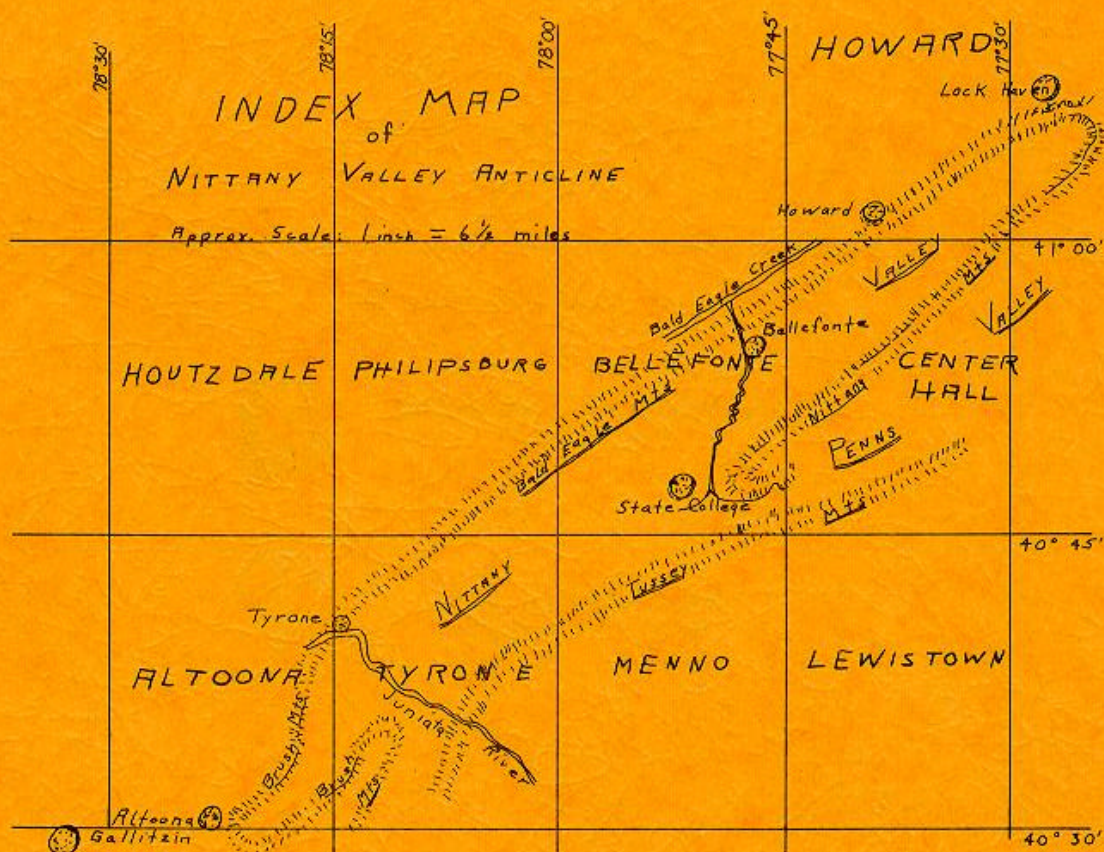 78°30'
78°15'
78°00'
77°45'
77°30'
HOWARD
Lock Haven
INDEX MAP
of
NITTANY VALLEY ANTICLINE
Approx. Scale: 1 inch = 6½ miles
Howard
41°00'
Bald Eagle Creek
VALLEY
Mts
VALLEY
Bellefonte
HOUTZDALE
PHILIPSBURG
BELLEFONTE
CENTER
HALL
Bald Eagle Mts
Nittany
PENNS
State College
Mts
40° 45'
Tussey
NITTANY
Tyrone
ALTOONA
TYRONE
MENNO
LEWISTOWN
Juniata
River
Brush Mts
Brush
Mts
Altoona
Gallitzin
40° 30'